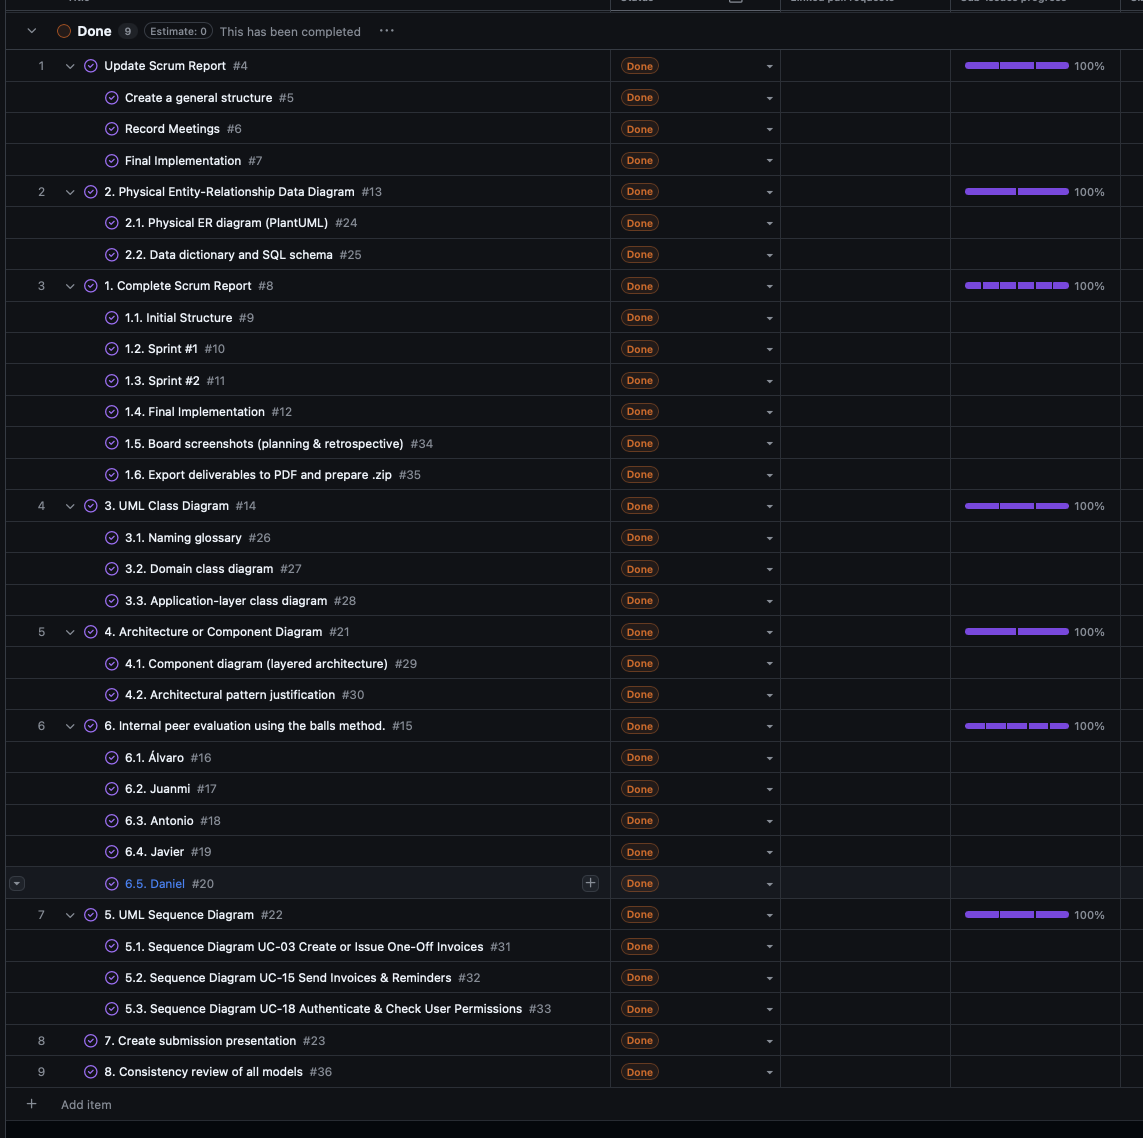 Done 9 Estimate: 0 This has been completed ...
1 Update Scrum Report #4 Done 100%
Create a general structure #5 Done
Record Meetings #6 Done
Final Implementation #7 Done
2 2. Physical Entity-Relationship Data Diagram #13 Done 100%
2.1. Physical ER diagram (PlantUML) #24 Done
2.2. Data dictionary and SQL schema #25 Done
3 1. Complete Scrum Report #8 Done 100%
1.1. Initial Structure #9 Done
1.2. Sprint #1 #10 Done
1.3. Sprint #2 #11 Done
1.4. Final Implementation #12 Done
1.5. Board screenshots (planning & retrospective) #34 Done
1.6. Export deliverables to PDF and prepare .zip #35 Done
4 3. UML Class Diagram #14 Done 100%
3.1. Naming glossary #26 Done
3.2. Domain class diagram #27 Done
3.3. Application-layer class diagram #28 Done
5 4. Architecture or Component Diagram #21 Done 100%
4.1. Component diagram (layered architecture) #29 Done
4.2. Architectural pattern justification #30 Done
6 6. Internal peer evaluation using the balls method. #15 Done 100%
6.1. Álvaro #16 Done
6.2. Juanmi #17 Done
6.3. Antonio #18 Done
6.4. Javier #19 Done
6.5. Daniel #20 Done
7 5. UML Sequence Diagram #22 Done 100%
5.1. Sequence Diagram UC-03 Create or Issue One-Off Invoices #31 Done
5.2. Sequence Diagram UC-15 Send Invoices & Reminders #32 Done
5.3. Sequence Diagram UC-18 Authenticate & Check User Permissions #33 Done
8 7. Create submission presentation #23 Done
9 8. Consistency review of all models #36 Done
+ Add item